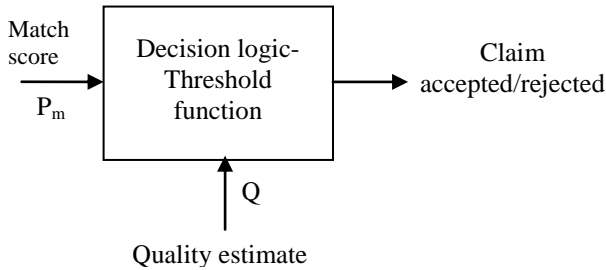 Match
score
P_m
Decision logic-
Threshold
function
Claim
accepted/rejected
Q
Quality estimate